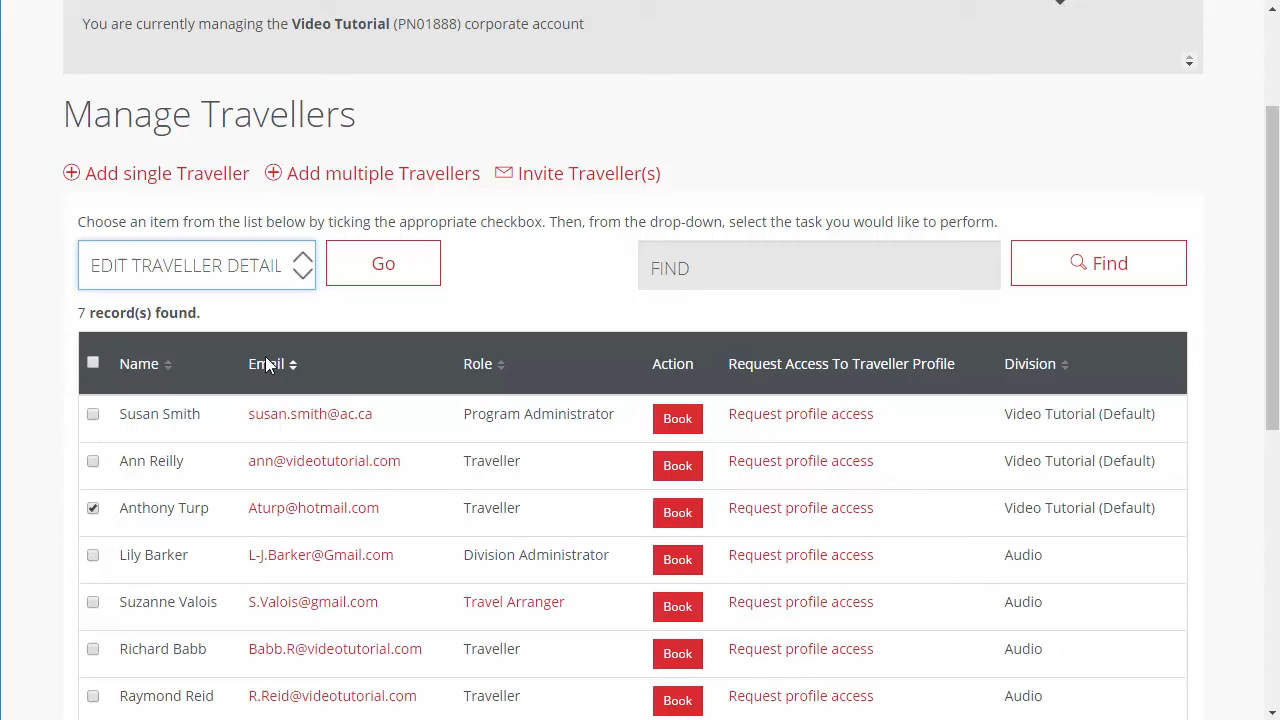 You are currently managing the Video Tutorial (PN01888) corporate account
Manage Travellers
Add single Traveller Add multiple Travellers Invite Traveller(s)
Choose an item from the list below by ticking the appropriate checkbox. Then, from the drop-down, select the task you would like to perform.
EDIT TRAVELLER DETAIL Go FIND Find
7 record(s) found.
Name Email Role Action Request Access To Traveller Profile Division
Susan Smith susan.smith@ac.ca Program Administrator Book Request profile access Video Tutorial (Default)
Ann Reilly ann@videotutorial.com Traveller Book Request profile access Video Tutorial (Default)
Anthony Turp Aturp@hotmail.com Traveller Book Request profile access Video Tutorial (Default)
Lily Barker L-J.Barker@Gmail.com Division Administrator Book Request profile access Audio
Suzanne Valois S.Valois@gmail.com Travel Arranger Book Request profile access Audio
Richard Babb Babb.R@videotutorial.com Traveller Book Request profile access Audio
Raymond Reid R.Reid@videotutorial.com Traveller Book Request profile access Audio